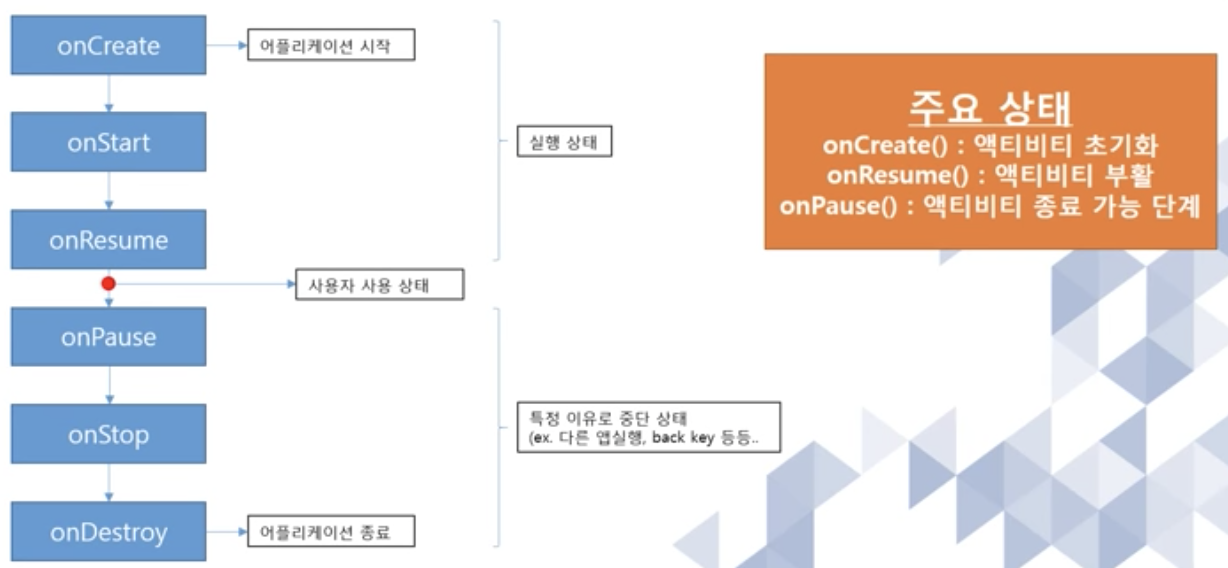 onCreate
어플리케이션 시작
onStart
실행 상태
onResume
사용자 사용 상태
onPause
특정 이유로 중단 상태
(ex. 다른 앱실행, back key 등등..
onStop
onDestroy
어플리케이션 종료
주요 상태
onCreate() : 액티비티 초기화
onResume() : 액티비티 부활
onPause() : 액티비티 종료 가능 단계